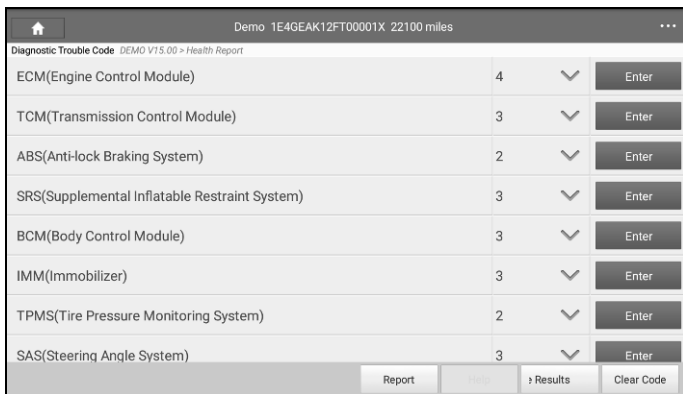 Demo 1E4GEAK12FT00001X 22100 miles
Diagnostic Trouble Code DEMO V15.00 > Health Report
ECM(Engine Control Module) 4 Enter
TCM(Transmission Control Module) 3 Enter
ABS(Anti-lock Braking System) 2 Enter
SRS(Supplemental Inflatable Restraint System) 3 Enter
BCM(Body Control Module) 3 Enter
IMM(Immobilizer) 3 Enter
TPMS(Tire Pressure Monitoring System) 2 Enter
SAS(Steering Angle System) 3 Enter
Report Help Results Clear Code